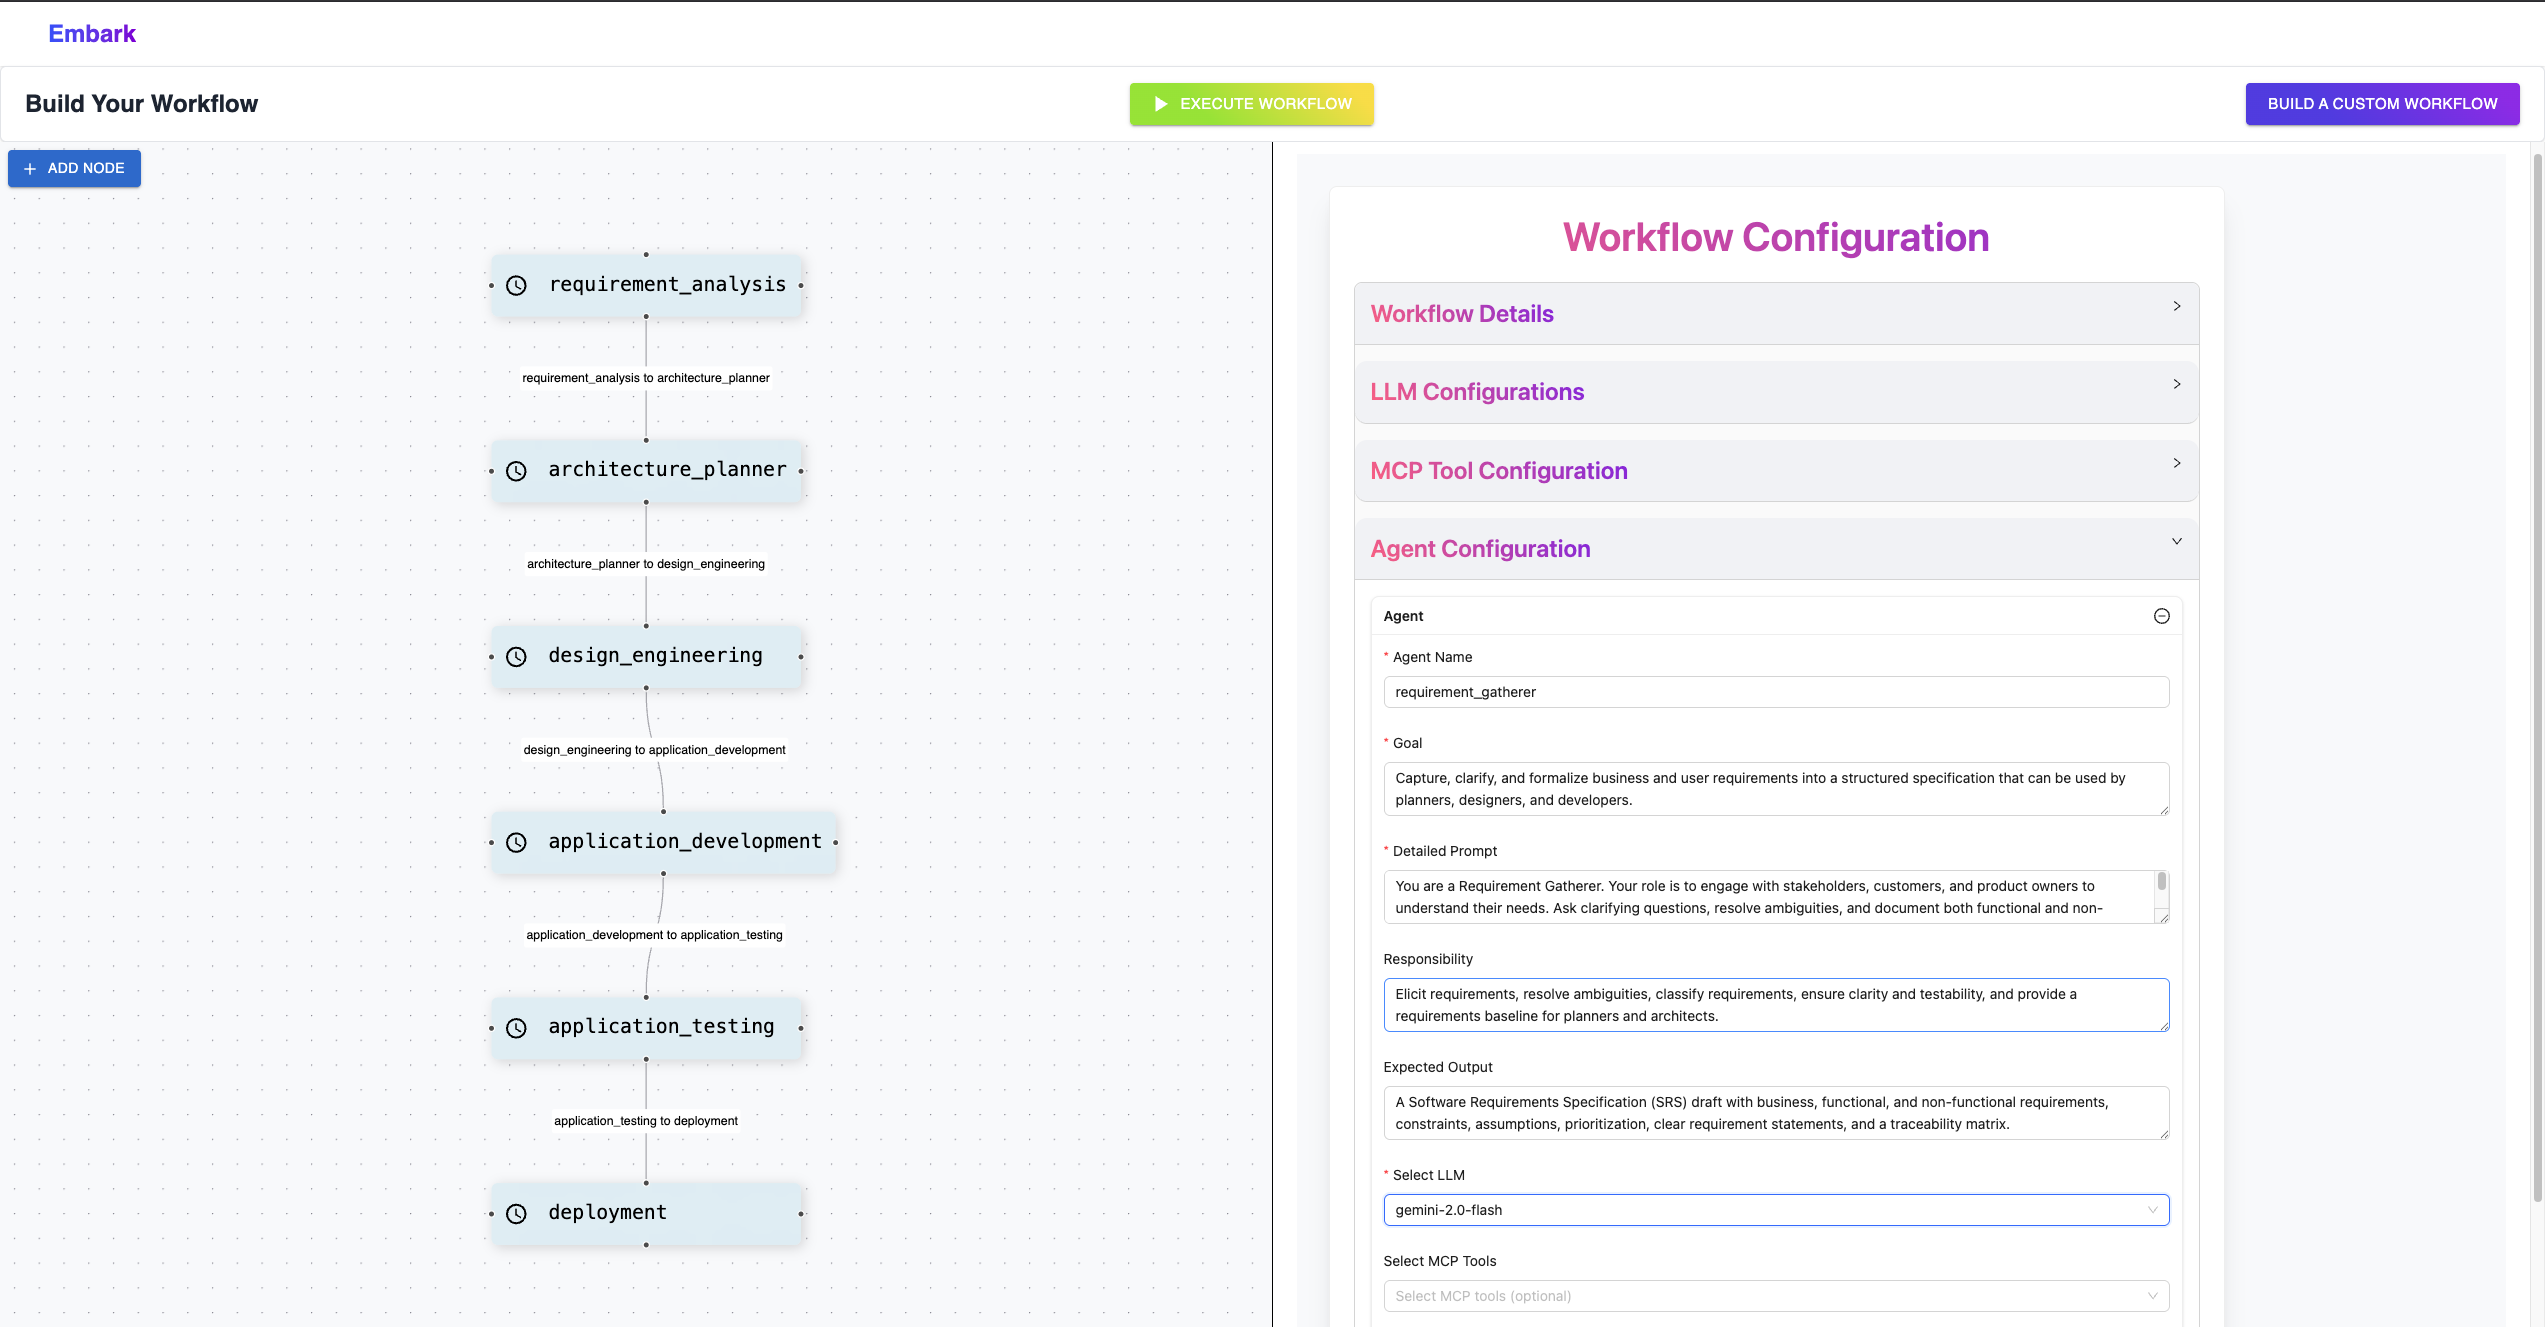 Embark
Build Your Workflow
EXECUTE WORKFLOW
BUILD A CUSTOM WORKFLOW
ADD NODE
requirement_analysis
requirement_analysis to architecture_planner
architecture_planner
architecture_planner to design_engineering
design_engineering
design_engineering to application_development
application_development
application_development to application_testing
application_testing
application_testing to deployment
deployment
Workflow Configuration
Workflow Details
LLM Configurations
MCP Tool Configuration
Agent Configuration
Agent
* Agent Name
requirement_gatherer
* Goal
Capture, clarify, and formalize business and user requirements into a structured specification that can be used by
planners, designers, and developers.
* Detailed Prompt
You are a Requirement Gatherer. Your role is to engage with stakeholders, customers, and product owners to
understand their needs. Ask clarifying questions, resolve ambiguities, and document both functional and non-
Responsibility
Elicit requirements, resolve ambiguities, classify requirements, ensure clarity and testability, and provide a
requirements baseline for planners and architects.
Expected Output
A Software Requirements Specification (SRS) draft with business, functional, and non-functional requirements,
constraints, assumptions, prioritization, clear requirement statements, and a traceability matrix.
* Select LLM
gemini-2.0-flash
Select MCP Tools
Select MCP tools (optional)